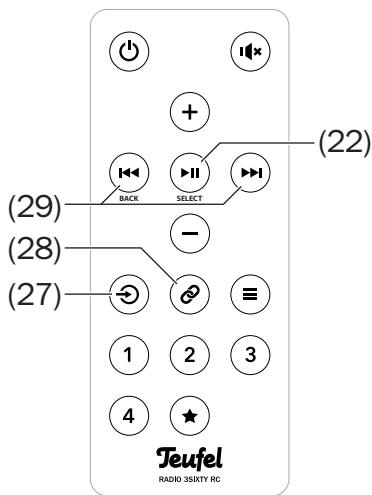 (22)
(29)
BACK SELECT
(28)
(27)
1 2 3
4
Teufel
RADIO 3SIXTY RC